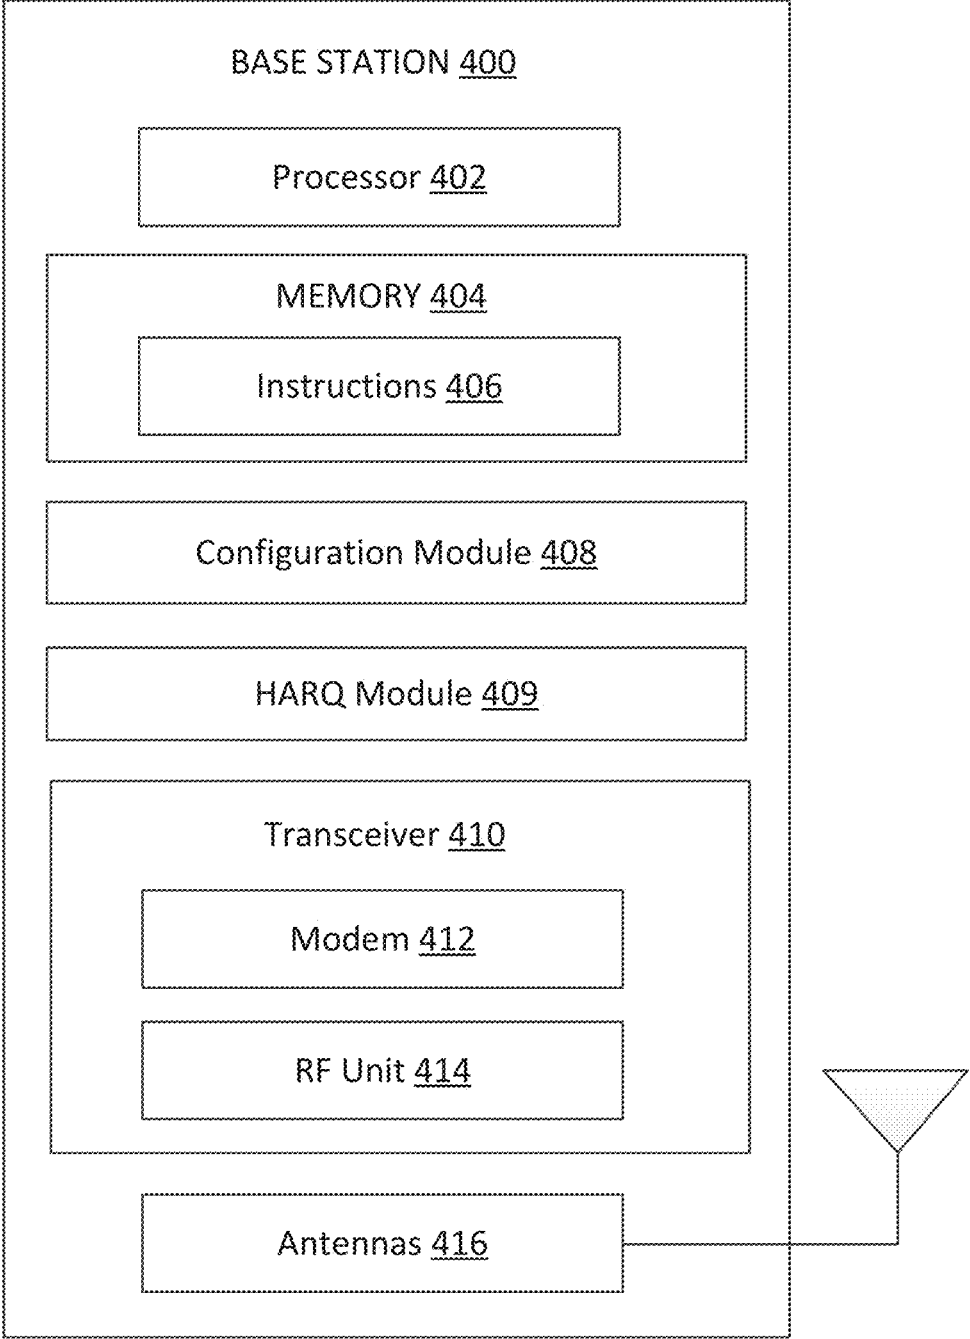 BASE STATION 400
Processor 402
MEMORY 404
Instructions 406
Configuration Module 408
HARQ Module 409
Transceiver 410
Modem 412
RF Unit 414
Antennas 416